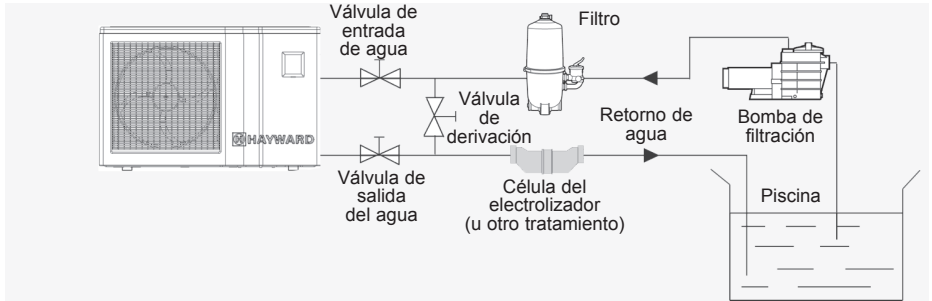 Válvula de
entrada
de agua
Filtro
Válvula
de
derivación
Retorno de
agua
Bomba de
filtración
HAYWARD
Válvula de
salida
del agua
Célula del
electrolizador
(u otro tratamiento)
Piscina